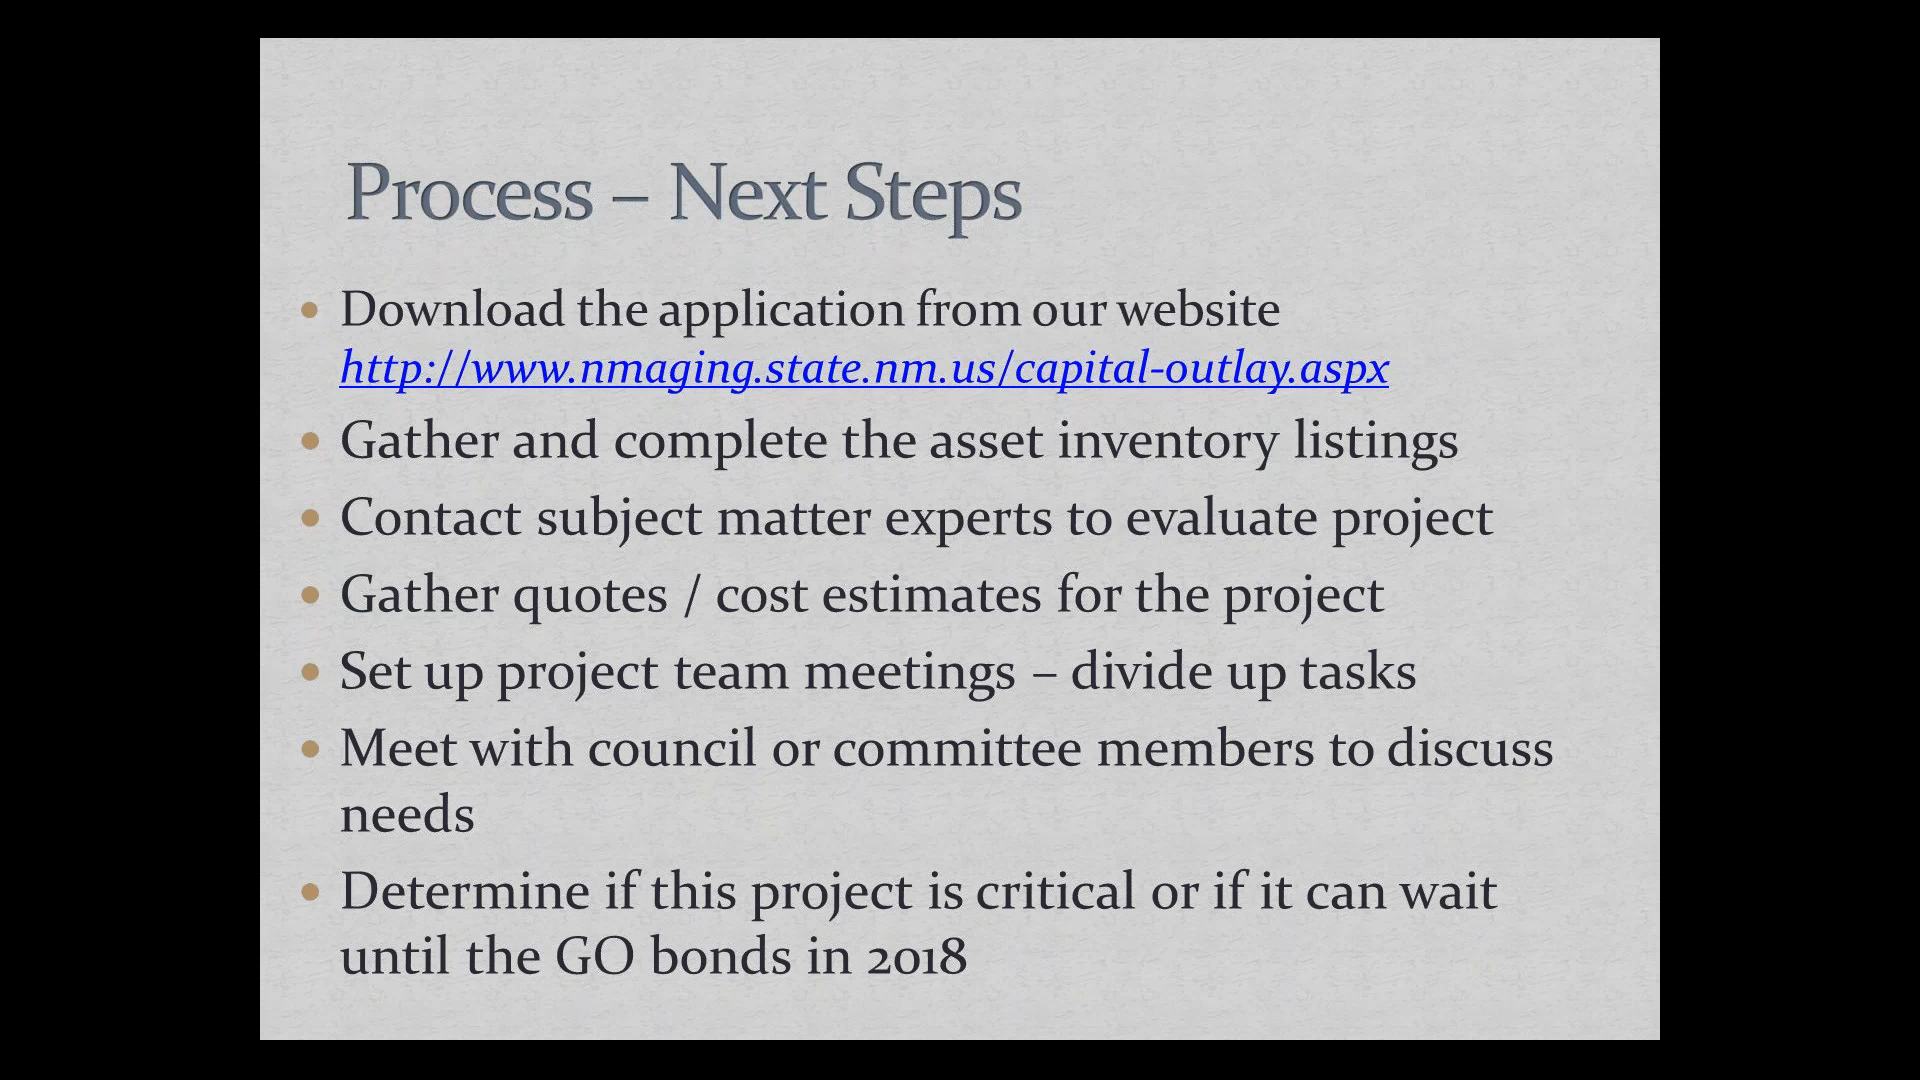 Process – Next Steps
• Download the application from our website
http://www.nmaging.state.nm.us/capital-outlay.aspx
• Gather and complete the asset inventory listings
• Contact subject matter experts to evaluate project
• Gather quotes / cost estimates for the project
• Set up project team meetings – divide up tasks
• Meet with council or committee members to discuss
needs
• Determine if this project is critical or if it can wait
until the GO bonds in 2018